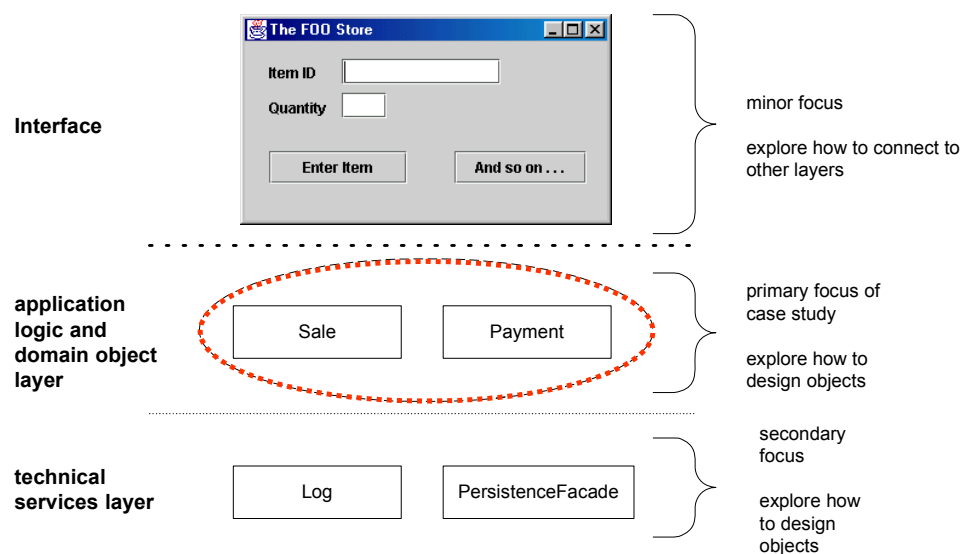 The FOO Store
Item ID
Quantity
Enter Item
And so on . . .
Interface
minor focus
explore how to connect to
other layers
application
logic and
domain object
layer
Sale
Payment
primary focus of
case study
explore how to
design objects
technical
services layer
Log
PersistenceFacade
secondary
focus
explore how
to design
objects